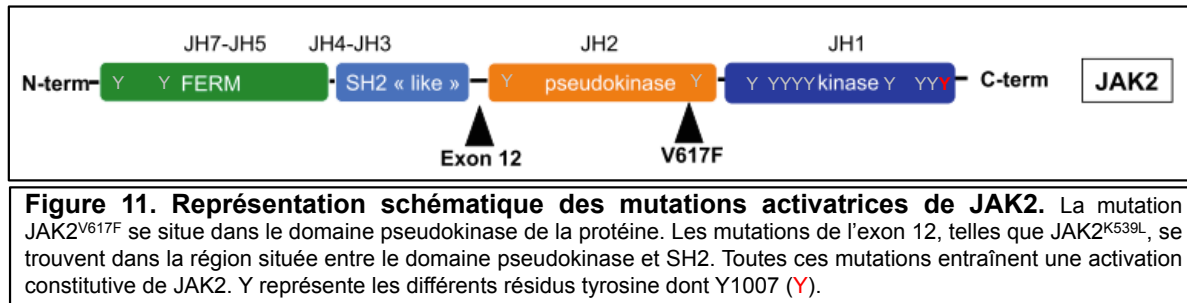 JH7-JH5 JH4-JH3 JH2 JH1
N-term Y Y FERM SH2 « like » Y pseudokinase Y Y YYYY kinase Y YYY C-term JAK2
Exon 12 V617F
Figure 11. Représentation schématique des mutations activatrices de JAK2. La mutation
JAK2V617F se situe dans le domaine pseudokinase de la protéine. Les mutations de l’exon 12, telles que JAK2K539L, se
trouvent dans la région située entre le domaine pseudokinase et SH2. Toutes ces mutations entraînent une activation
constitutive de JAK2. Y représente les différents résidus tyrosine dont Y1007 (Y).